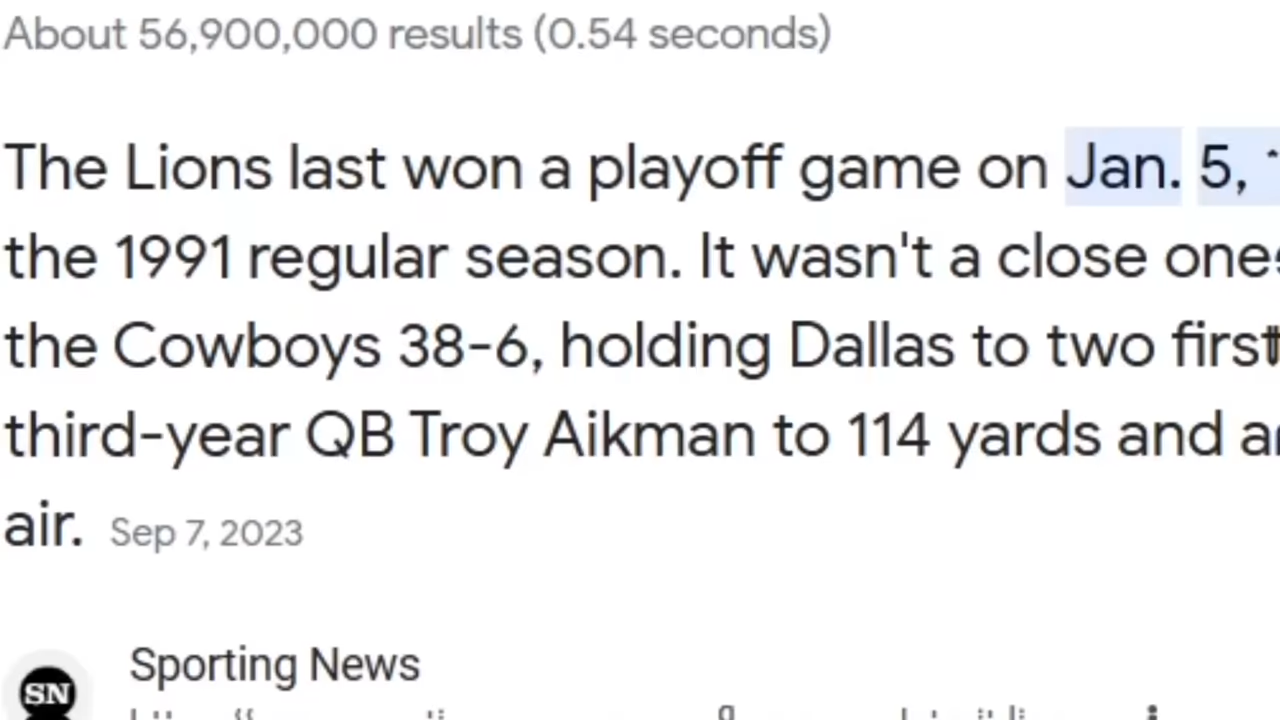 About 56,900,000 results (0.54 seconds)
The Lions last won a playoff game on Jan. 5,
the 1991 regular season. It wasn't a close one
the Cowboys 38-6, holding Dallas to two first
third-year QB Troy Aikman to 114 yards and
air. Sep 7, 2023
Sporting News
SN